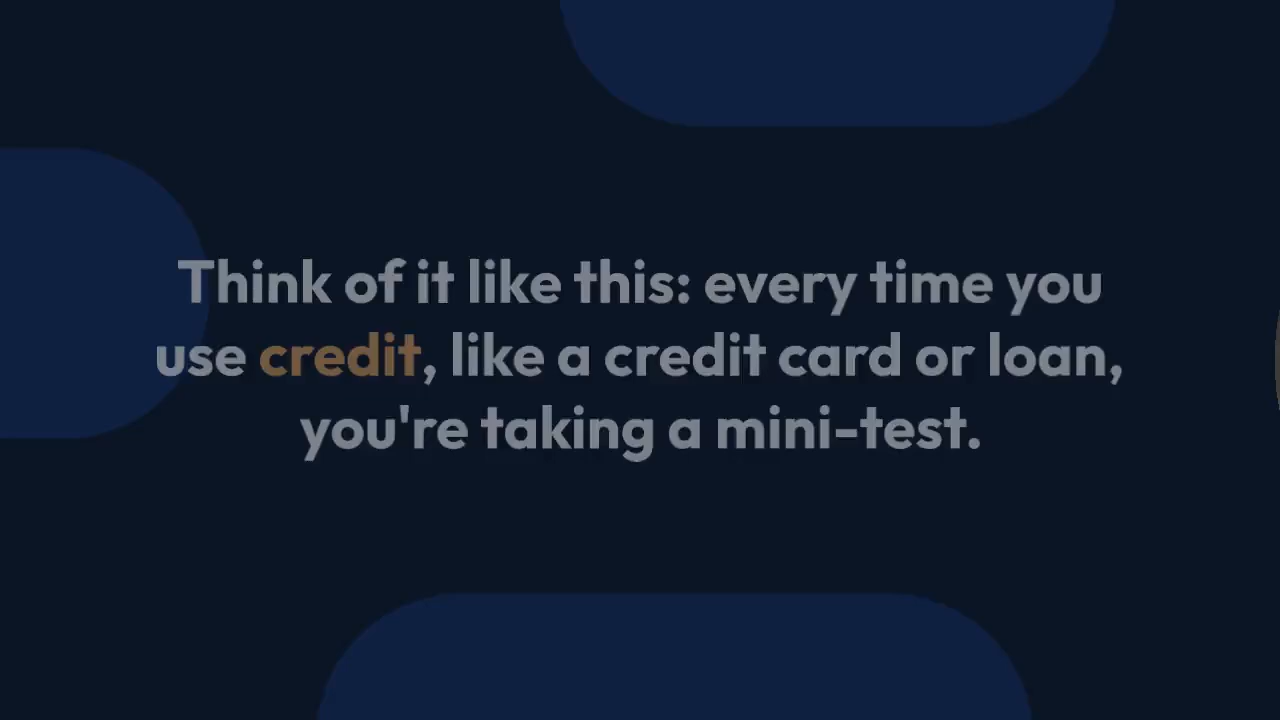 Think of it like this: every time you
use credit, like a credit card or loan,
you're taking a mini-test.